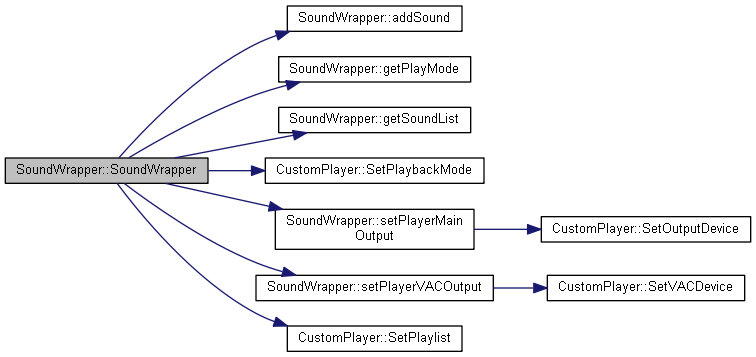 SoundWrapper::addSound
SoundWrapper::getPlayMode
SoundWrapper::getSoundList
SoundWrapper::SoundWrapper
CustomPlayer::SetPlaybackMode
SoundWrapper::setPlayerMain
Output
CustomPlayer::SetOutputDevice
SoundWrapper::setPlayerVACOutput
CustomPlayer::SetVACDevice
CustomPlayer::SetPlaylist